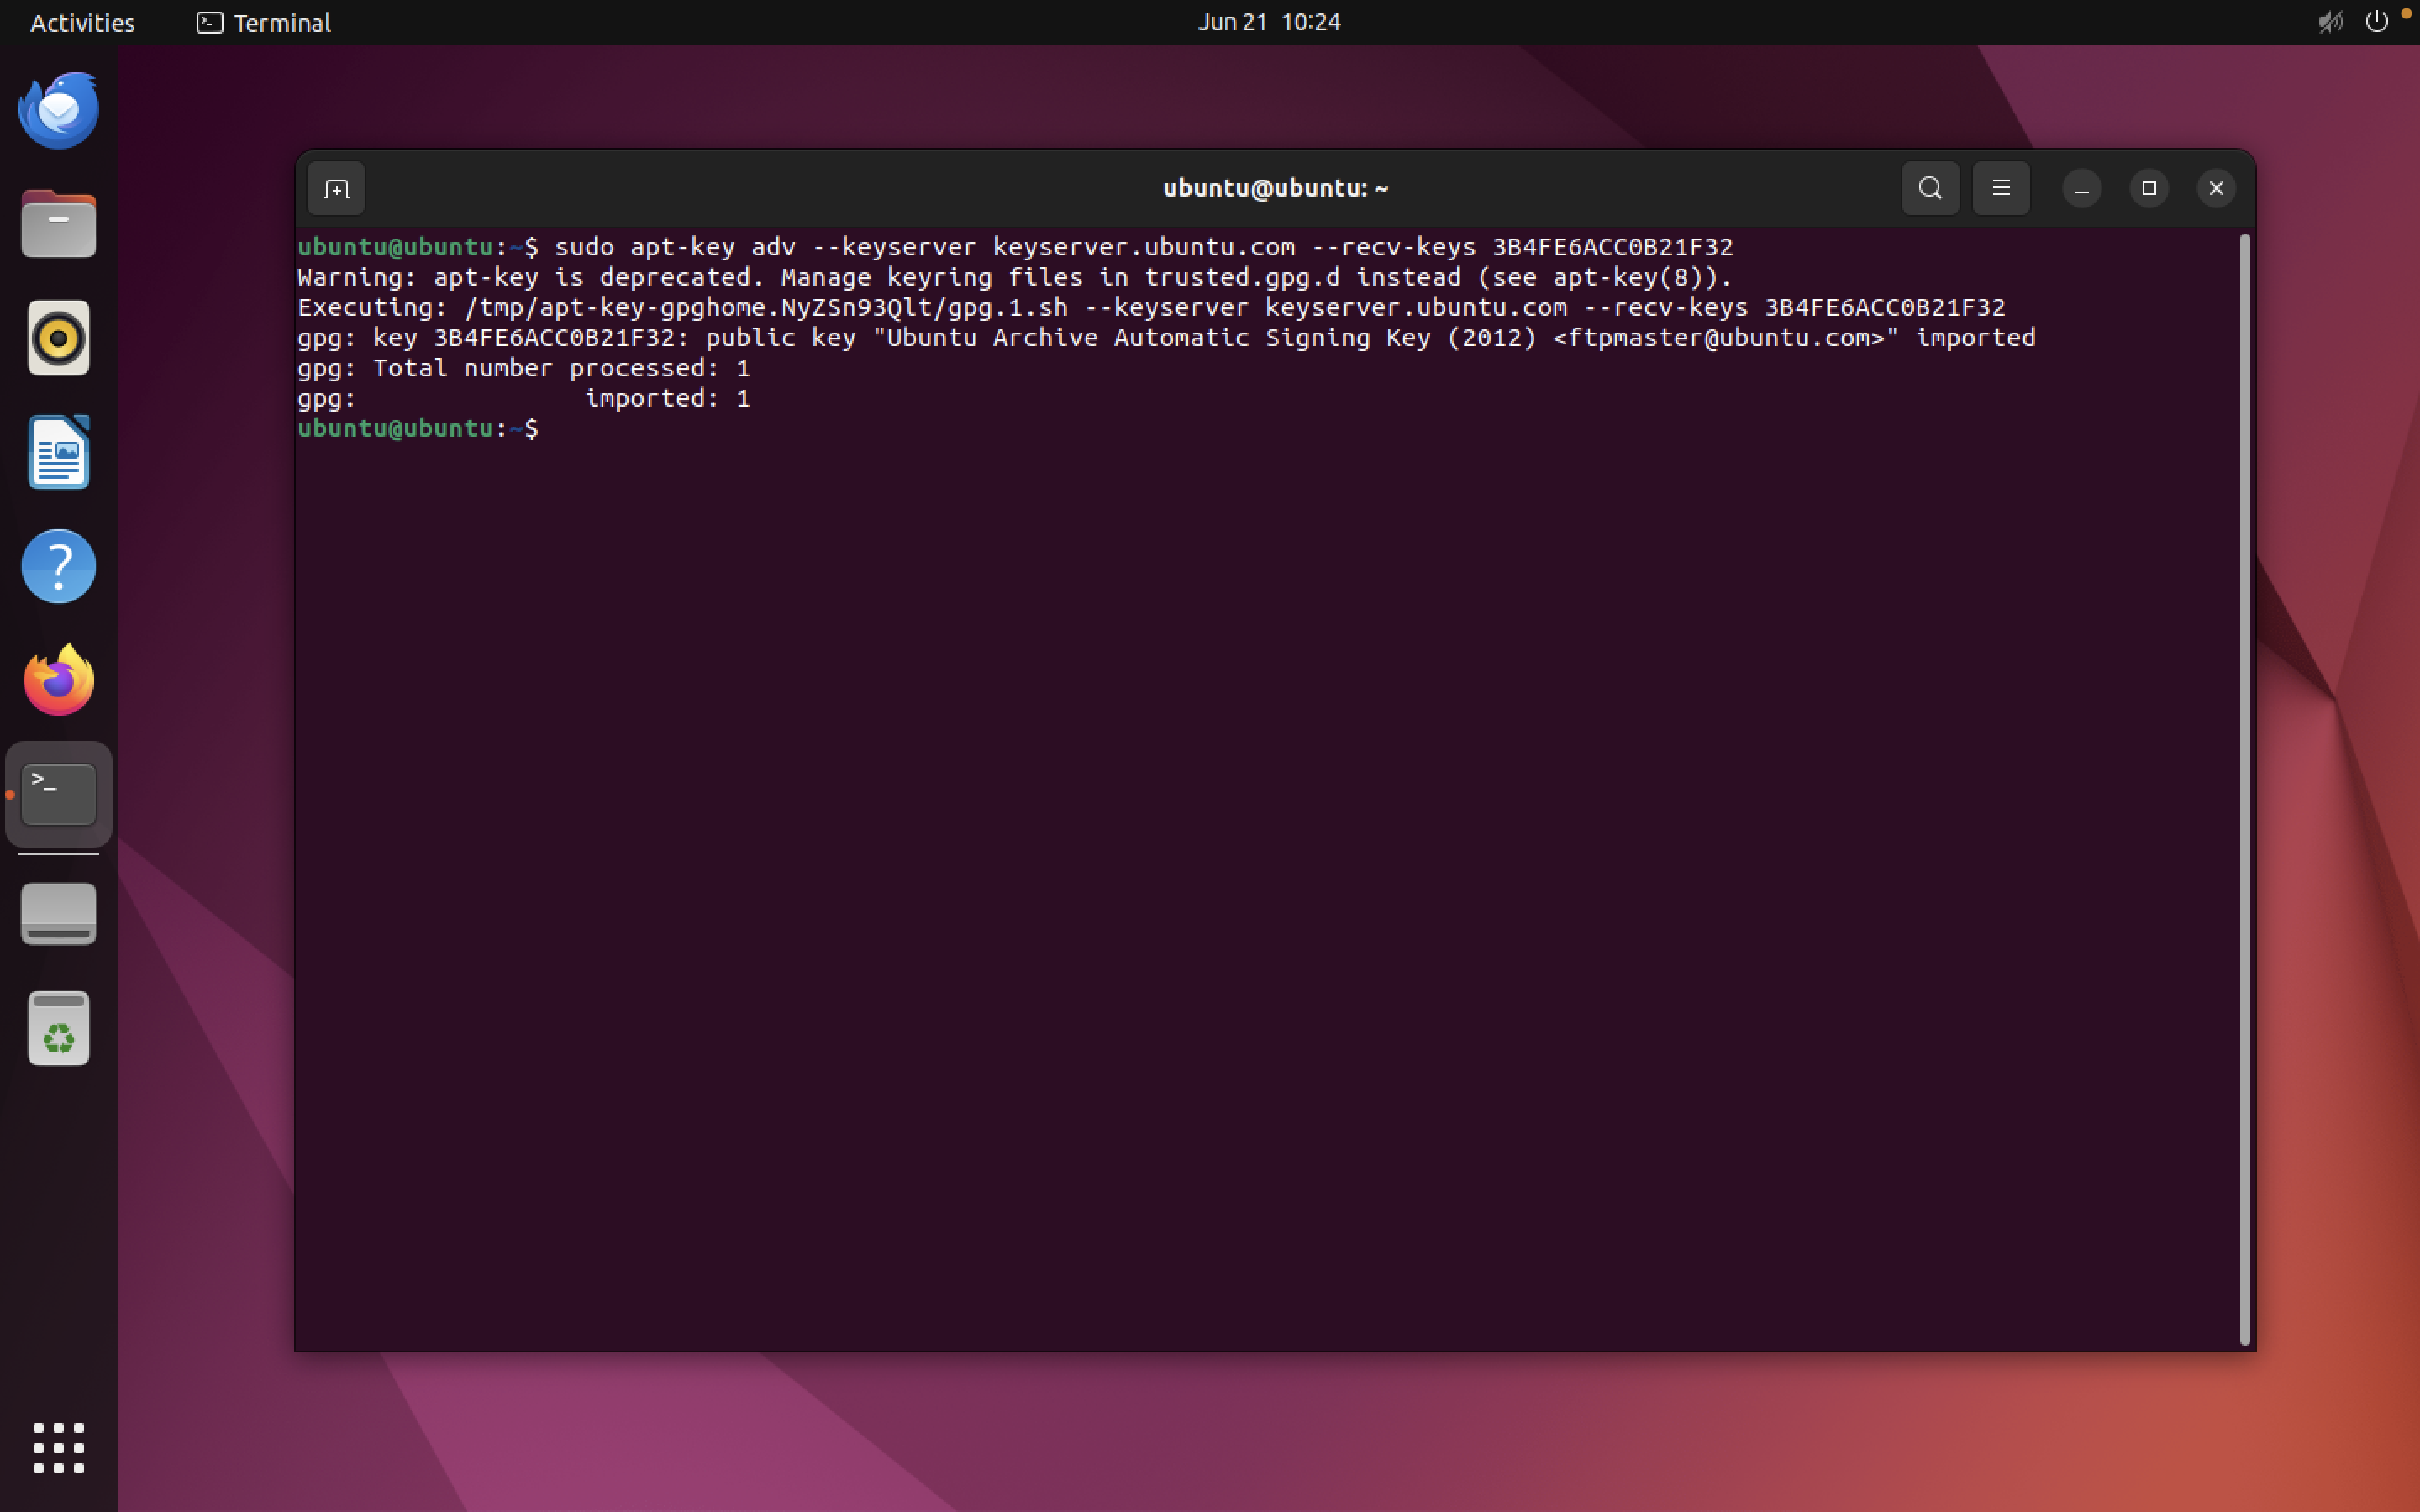 Activities Terminal Jun 21 10:24
ubuntu@ubuntu: ~
ubuntu@ubuntu:~$ sudo apt-key adv --keyserver keyserver.ubuntu.com --recv-keys 3B4FE6ACC0B21F32
Warning: apt-key is deprecated. Manage keyring files in trusted.gpg.d instead (see apt-key(8)).
Executing: /tmp/apt-key-gpghome.NyZSn93Qlt/gpg.1.sh --keyserver keyserver.ubuntu.com --recv-keys 3B4FE6ACC0B21F32
gpg: key 3B4FE6ACC0B21F32: public key "Ubuntu Archive Automatic Signing Key (2012) <ftpmaster@ubuntu.com>" imported
gpg: Total number processed: 1
gpg:               imported: 1
ubuntu@ubuntu:~$